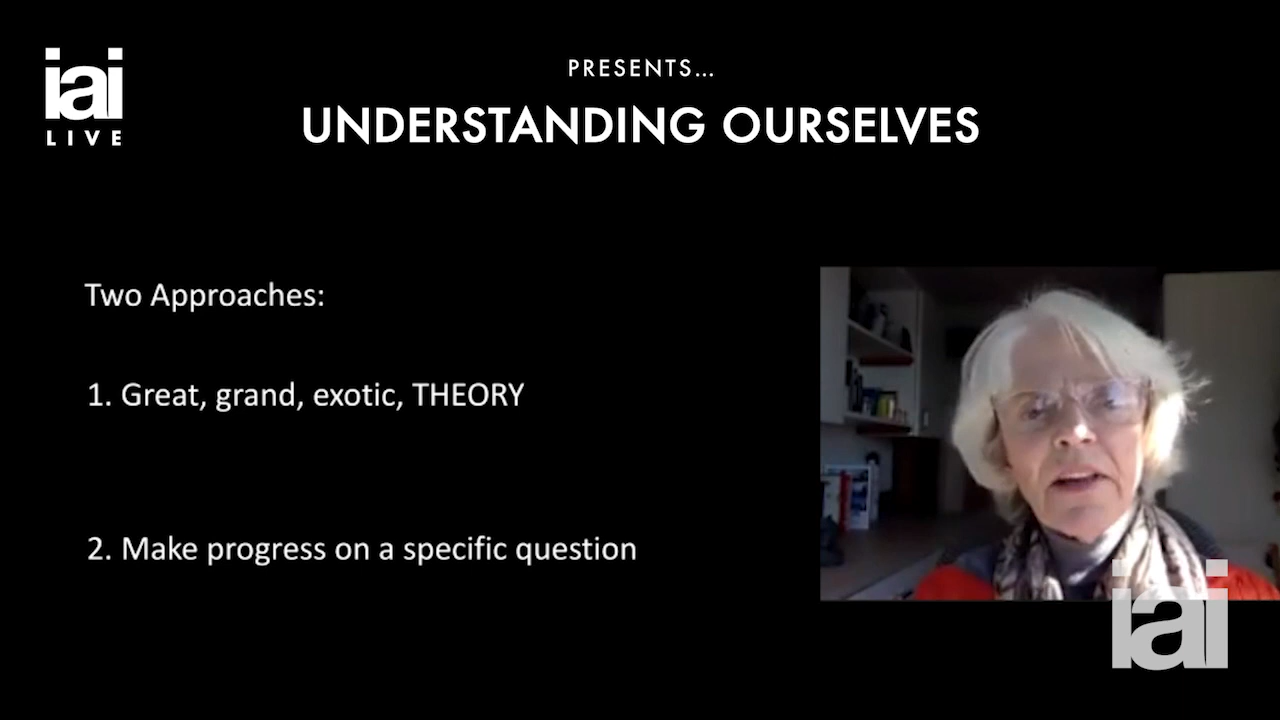 iai
LIVE
PRESENTS...
UNDERSTANDING OURSELVES
Two Approaches:
1. Great, grand, exotic, THEORY
2. Make progress on a specific question
iai